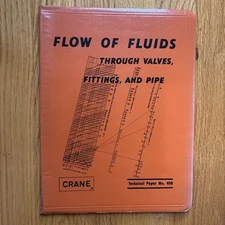 FLOW OF FLUIDS
THROUGH VALVES,
FITTINGS, AND PIPE
CRANE
Technical Paper No. 410